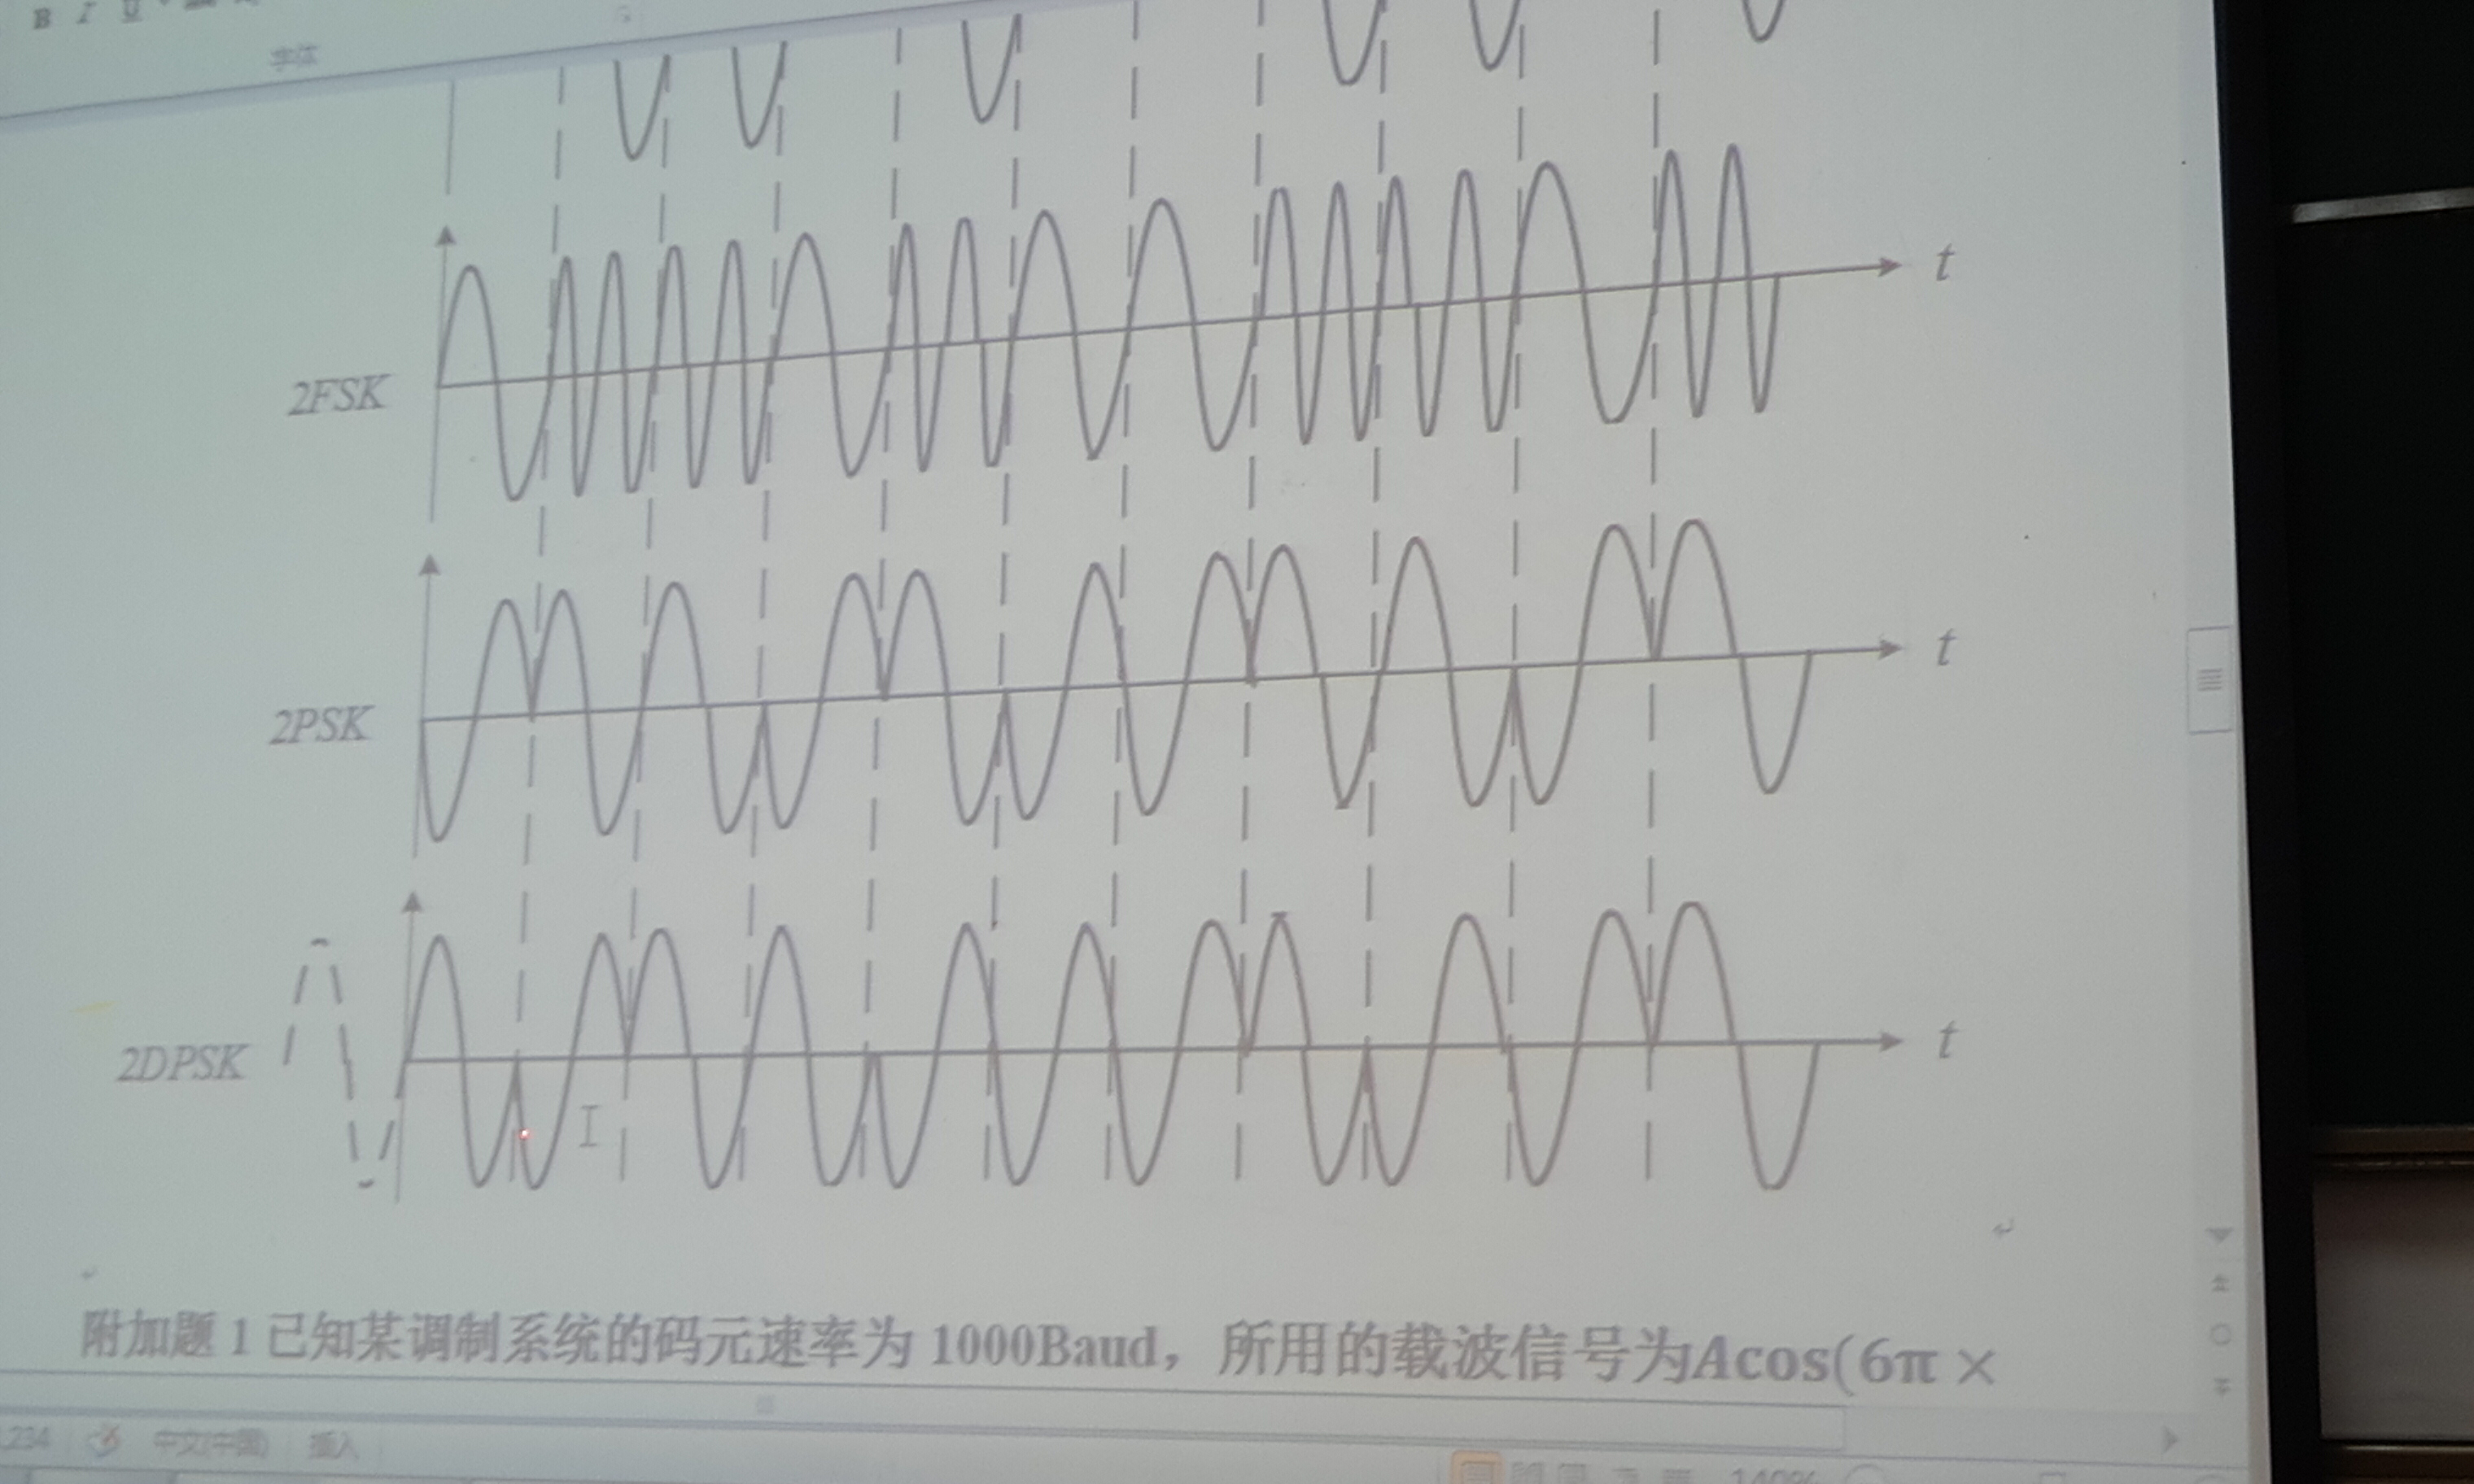 B I U
字体
t
2FSK
t
2PSK
t
2DPSK
附加题 1 已知某调制系统的码元速率为 1000Baud，所用的载波信号为Acos(6π ×
234 中文(中国) 插入
140%